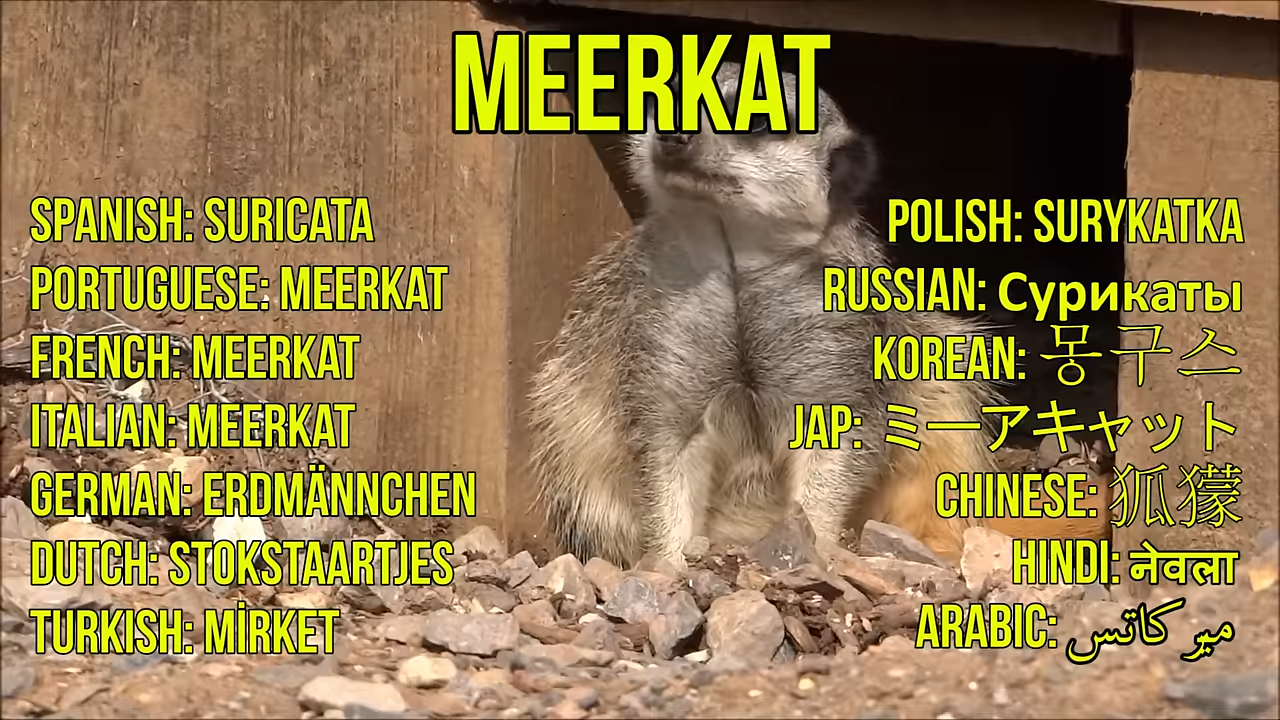 MEERKAT
SPANISH: SURICATA
PORTUGUESE: MEERKAT
FRENCH: MEERKAT
ITALIAN: MEERKAT
GERMAN: ERDMÄNNCHEN
DUTCH: STOKSTAARTJES
TURKISH: MİRKET
POLISH: SURYKATKA
RUSSIAN: Сурикаты
KOREAN: 몽구스
JAP: ミーアキャット
CHINESE: 狐獴
HINDI: नेवला
ARABIC: مير كاتس